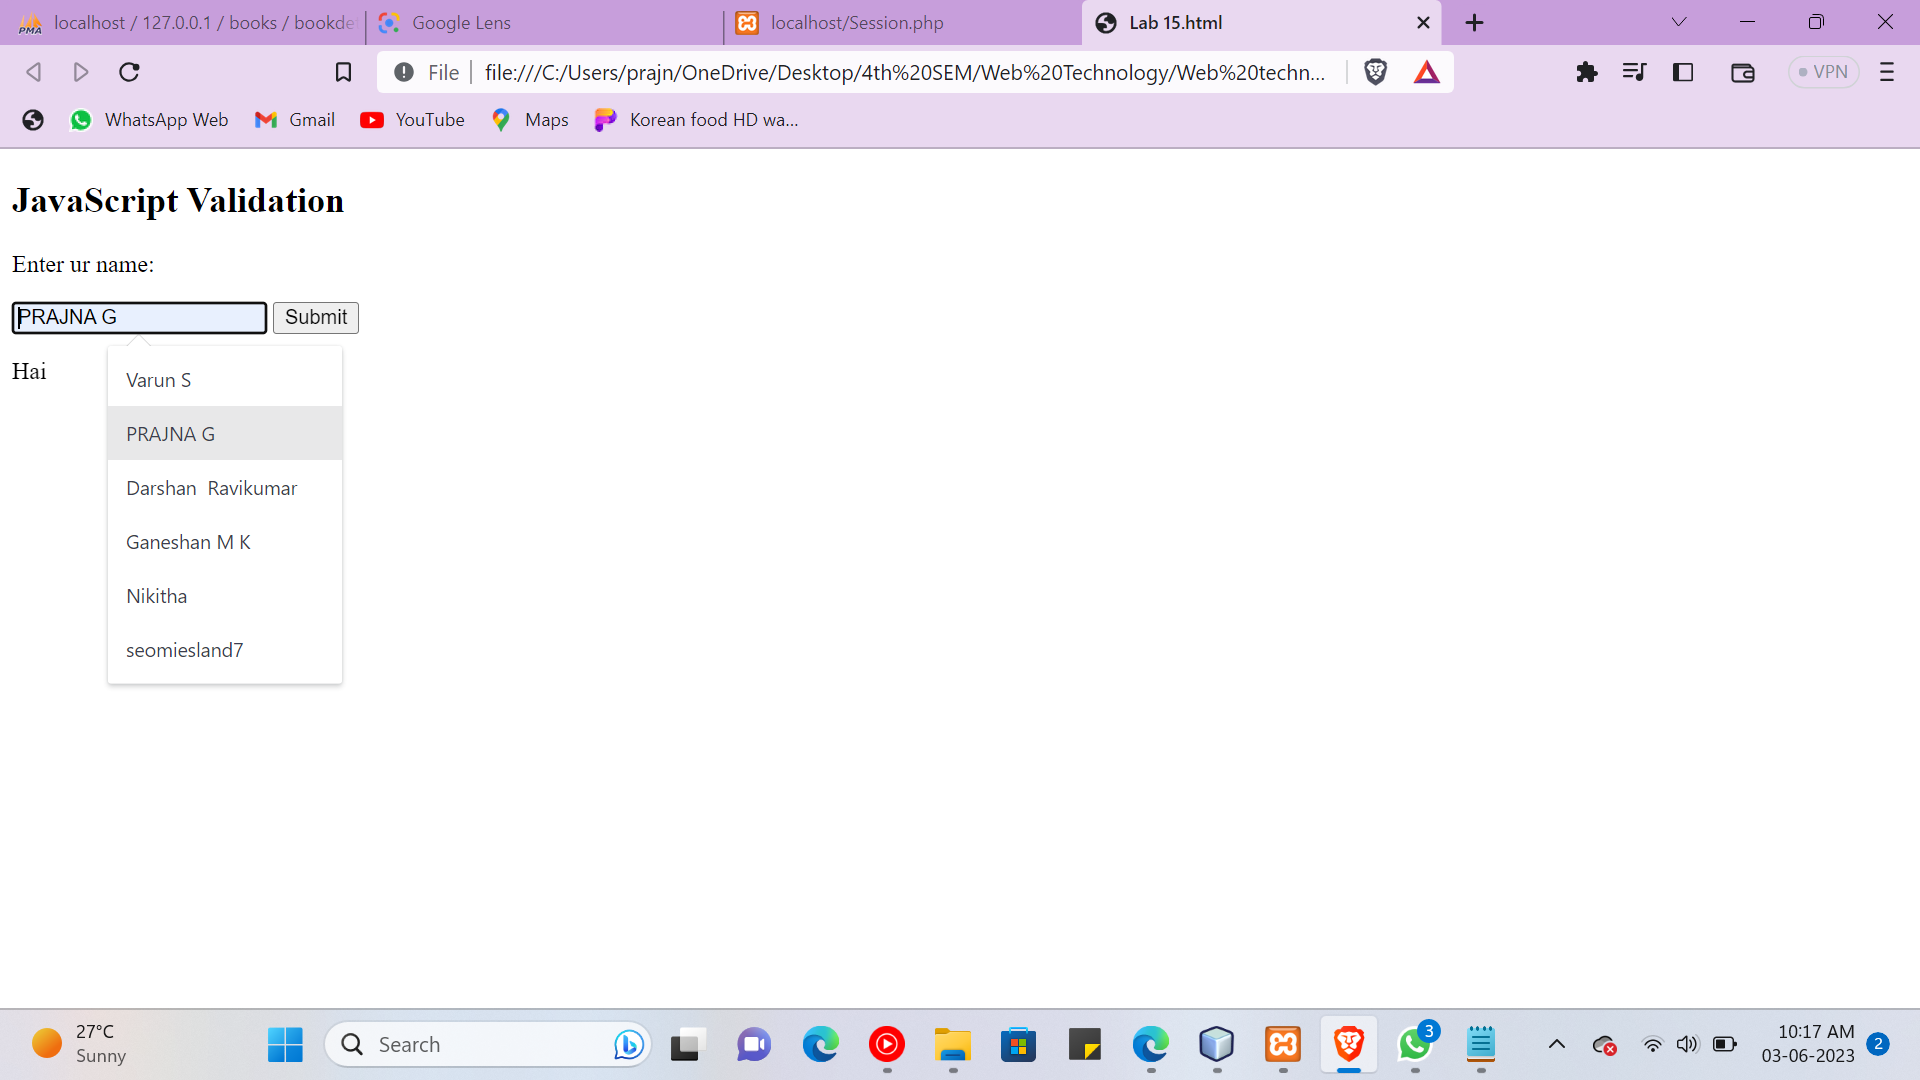 PMA localhost / 127.0.0.1 / books / bookde
Google Lens
localhost/Session.php
Lab 15.html
File file:///C:/Users/prajn/OneDrive/Desktop/4th%20SEM/Web%20Technology/Web%20techn...
VPN
WhatsApp Web
Gmail
YouTube
Maps
Korean food HD wa...
JavaScript Validation
Enter ur name:
PRAJNA G Submit
Hai
Varun S
PRAJNA G
Darshan  Ravikumar
Ganeshan M K
Nikitha
seomiesland7
27°C
Sunny
Search
3
10:17 AM
03-06-2023
2